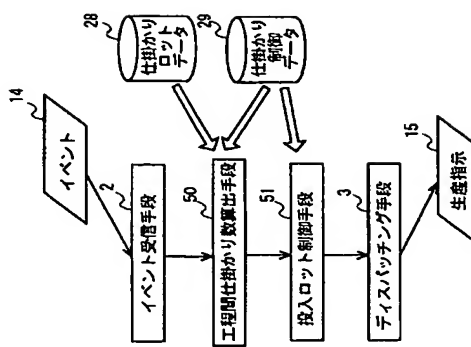 14
イベント
2
イベント受信手段
50
工程間仕掛かり数算出手段
51
投入ロット制御手段
3
ディスパッチング手段
15
生産指示
28
仕掛かり
ロット
データ
29
仕掛かり
制御
データ